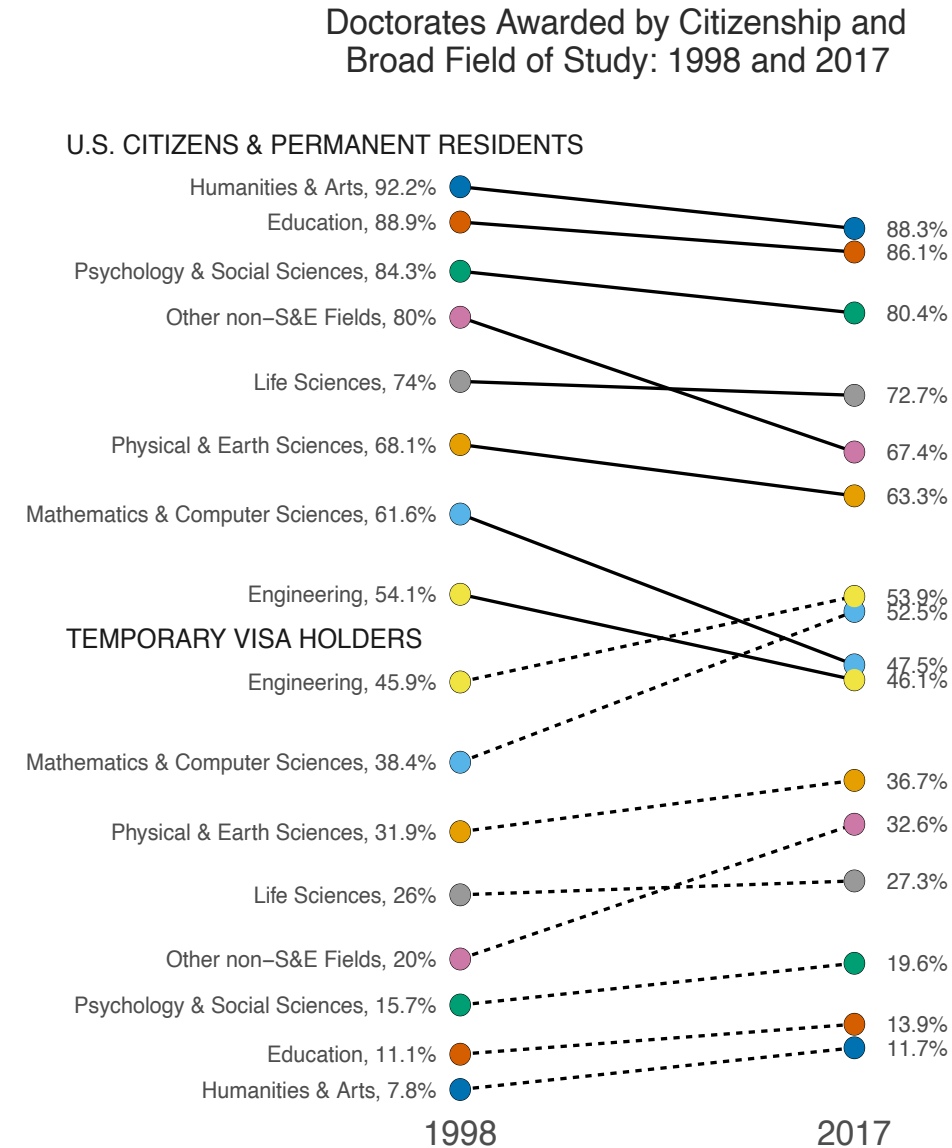 Doctorates Awarded by Citizenship and
Broad Field of Study: 1998 and 2017
U.S. CITIZENS & PERMANENT RESIDENTS
Humanities & Arts, 92.2%
88.3%
Education, 88.9%
86.1%
Psychology & Social Sciences, 84.3%
80.4%
Other non−S&E Fields, 80%
Life Sciences, 74%
72.7%
Physical & Earth Sciences, 68.1%
67.4%
63.3%
Mathematics & Computer Sciences, 61.6%
Engineering, 54.1%
53.9%
52.5%
TEMPORARY VISA HOLDERS
47.5%
46.1%
Engineering, 45.9%
Mathematics & Computer Sciences, 38.4%
36.7%
Physical & Earth Sciences, 31.9%
32.6%
Life Sciences, 26%
27.3%
Other non−S&E Fields, 20%
19.6%
Psychology & Social Sciences, 15.7%
13.9%
Education, 11.1%
11.7%
Humanities & Arts, 7.8%
1998
2017